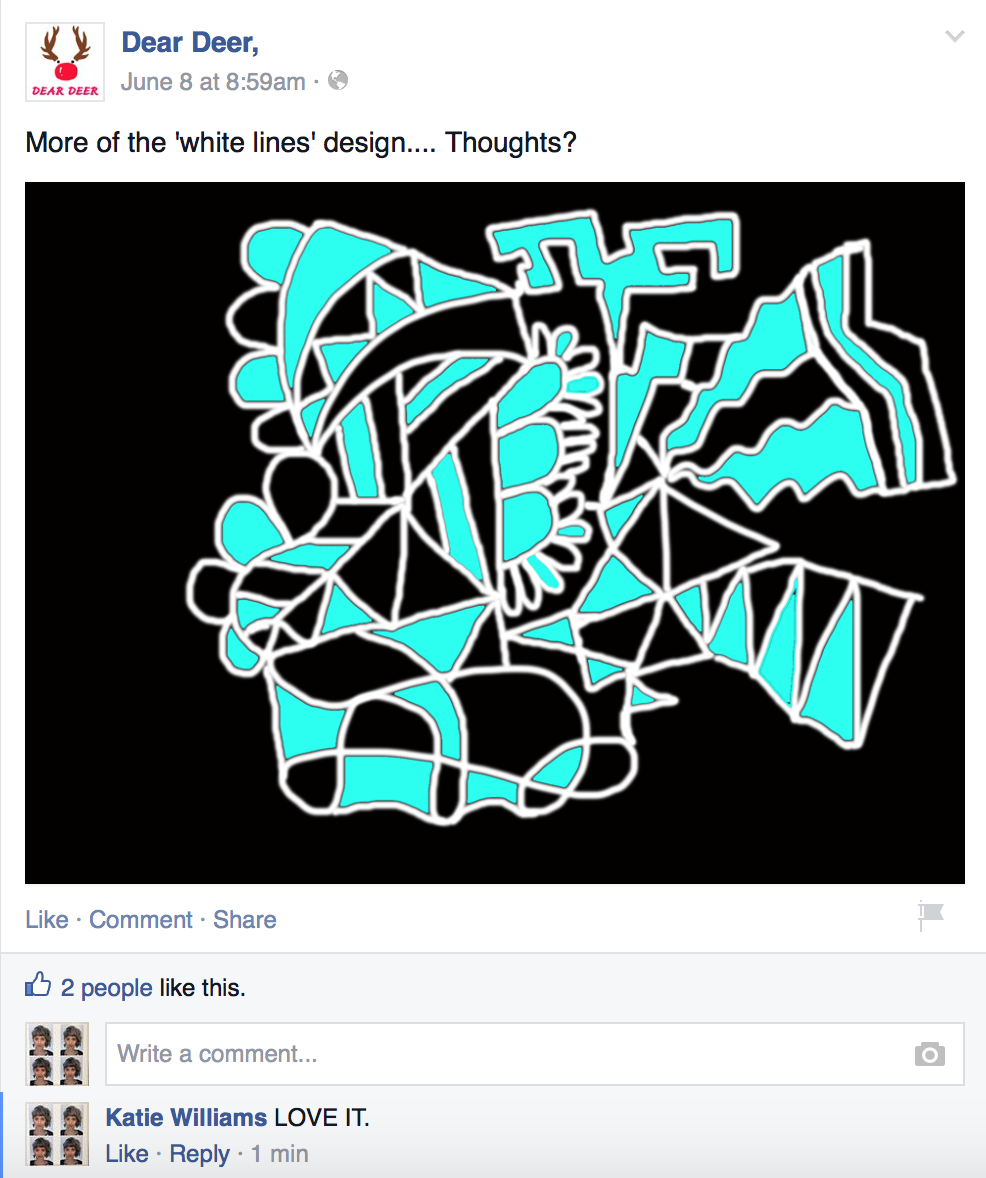 DEAR DEER
Dear Deer,
June 8 at 8:59am ·
More of the 'white lines' design.... Thoughts?
Like · Comment · Share
2 people like this.
Write a comment...
Katie Williams LOVE IT.
Like · Reply · 1 min